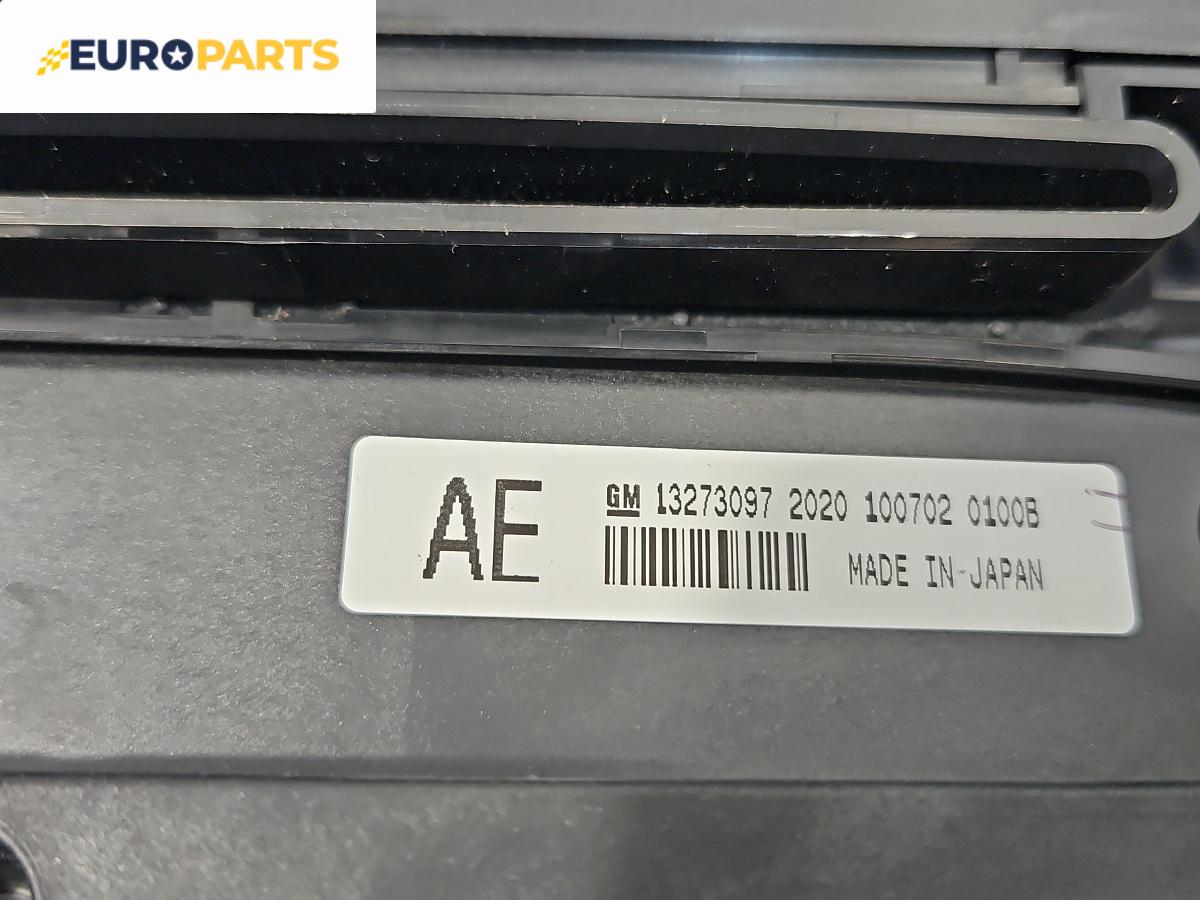 EUROPARTS
AE
GM 13273097 2020 100702 0100B
MADE IN-JAPAN